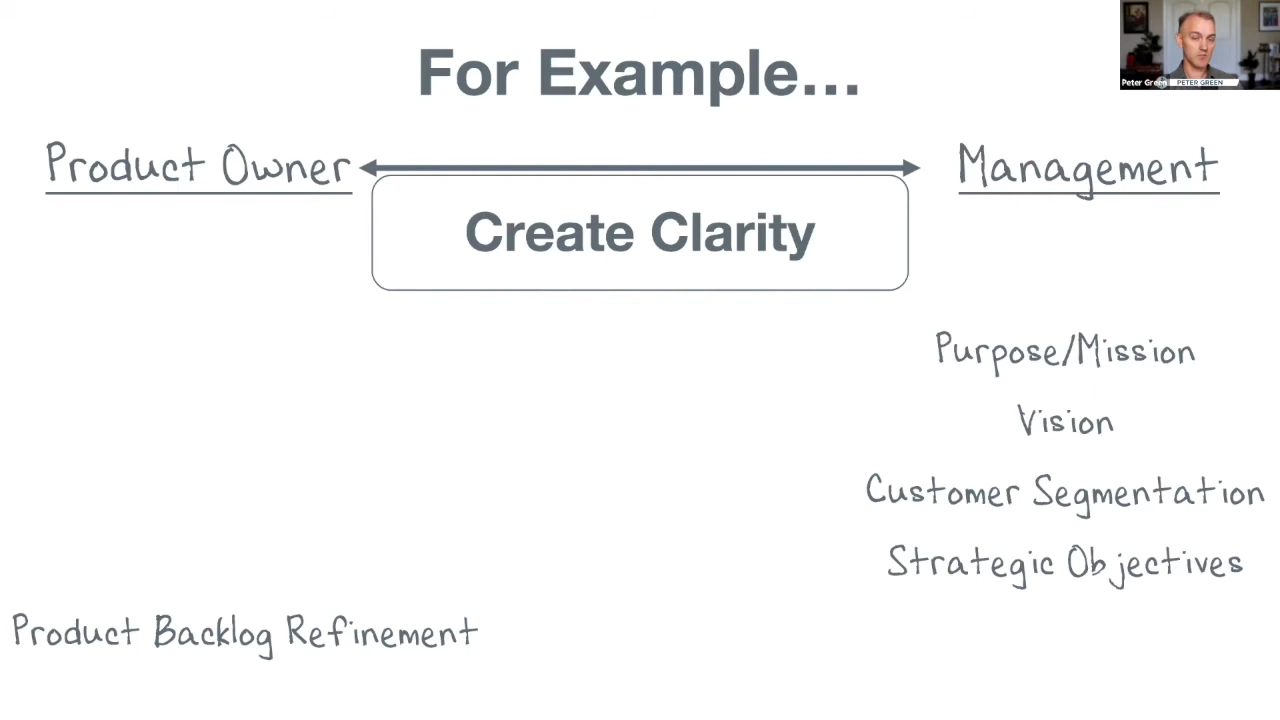 For Example...
Peter Green PETER GREEN
Product Owner
Management
Create Clarity
Purpose/Mission
Vision
Customer Segmentation
Strategic Objectives
Product Backlog Refinement